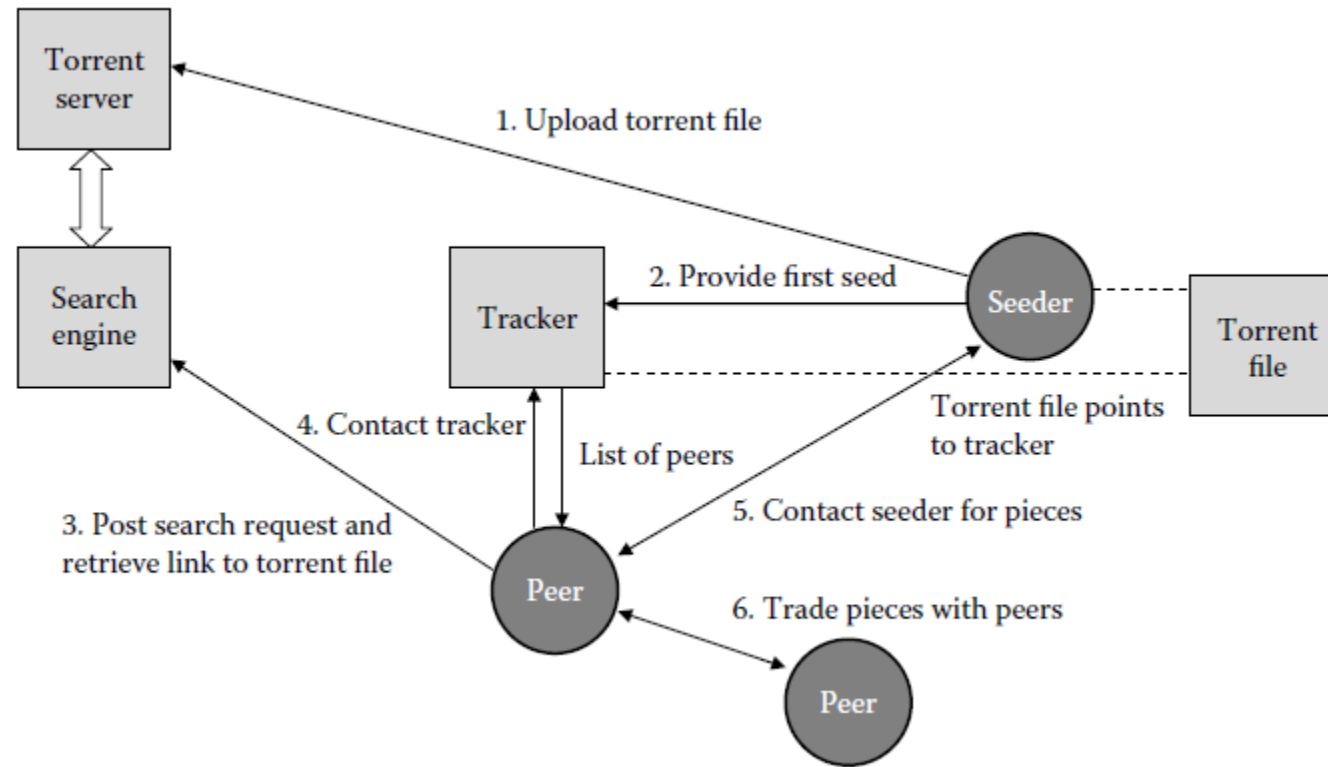 Torrent
server
1. Upload torrent file
Search
engine
Tracker
2. Provide first seed
Seeder
Torrent
file
4. Contact tracker
List of peers
Torrent file points
to tracker
3. Post search request and
retrieve link to torrent file
5. Contact seeder for pieces
Peer
6. Trade pieces with peers
Peer